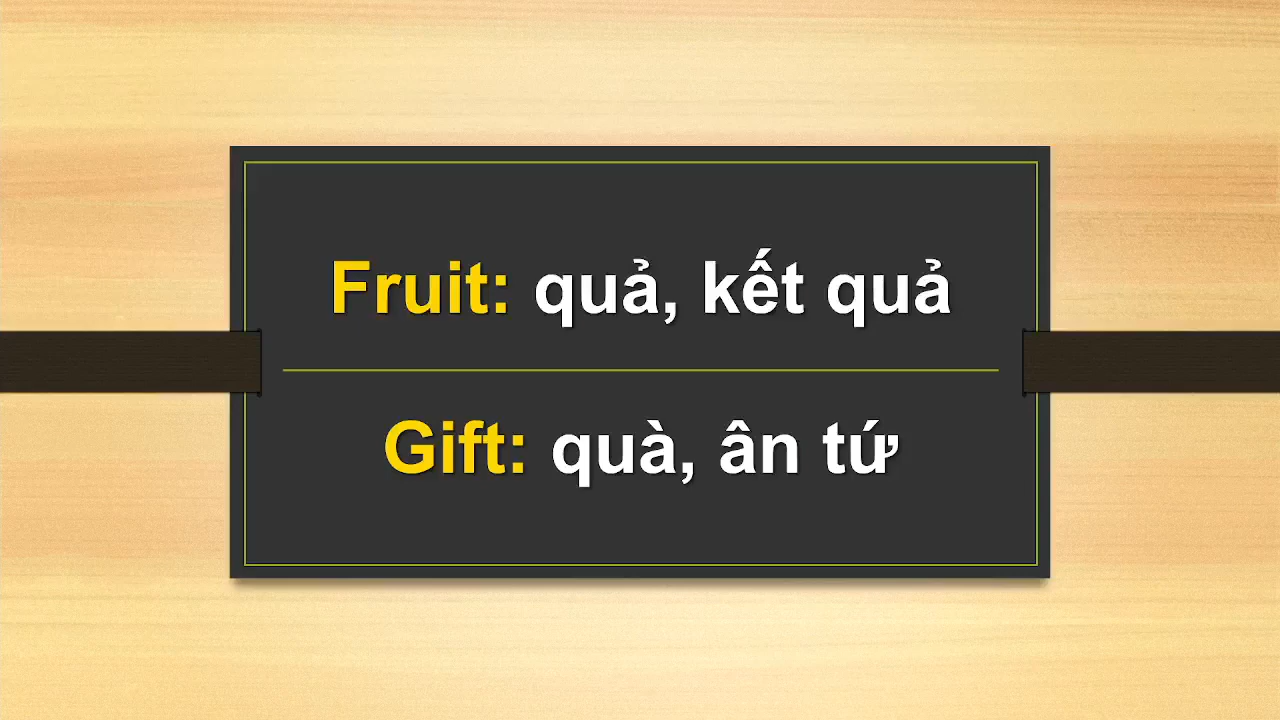 Fruit: quả, kết quả
Gift: quà, ân tứ